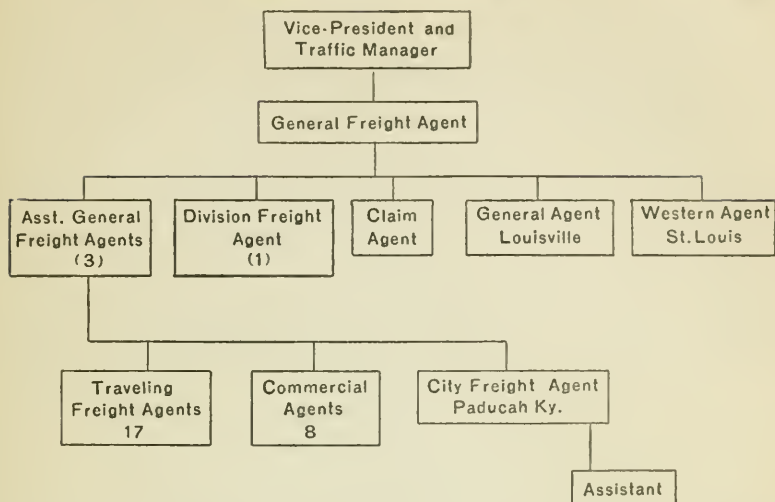 Vice-President and
Traffic Manager
General Freight Agent
Asst. General
Freight Agents
(3)
Division Freight
Agent
(1)
Claim
Agent
General Agent
Louisville
Western Agent
St. Louis
Traveling
Freight Agents
17
Commercial
Agents
8
City Freight Agent
Paducah Ky.
Assistant